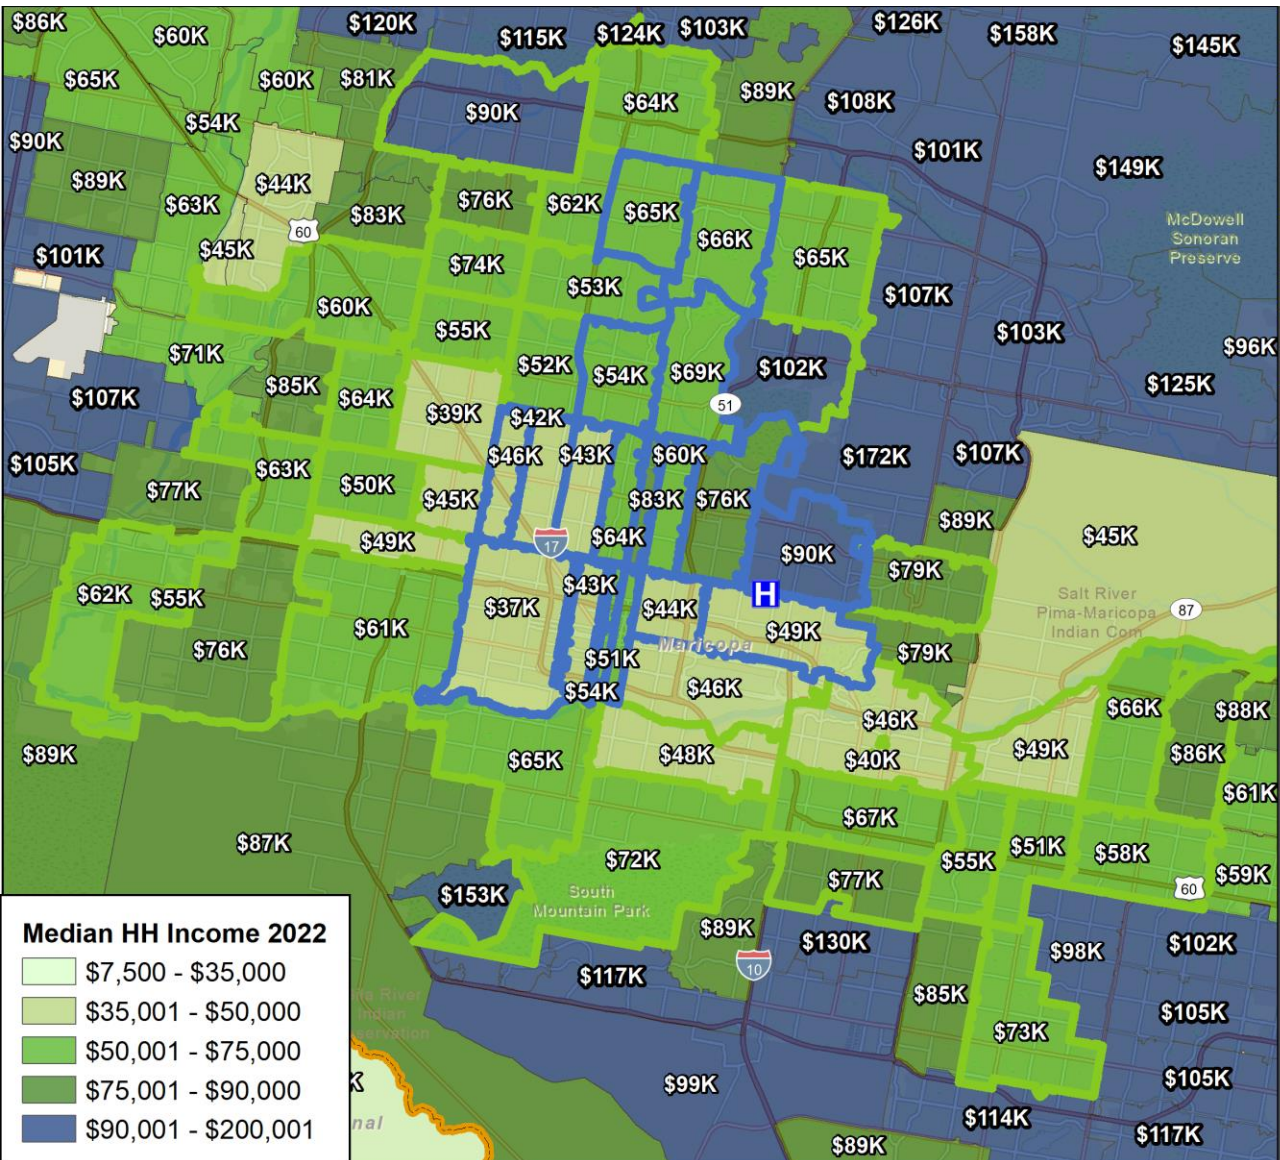 $86K
$60K
$120K
$115K
$124K
$103K
$126K
$158K
$145K
$65K
$60K
$81K
$90K
$64K
$89K
$108K
$54K
$90K
$101K
$149K
$89K
$44K
$63K
$83K
$76K
$62K
$65K
$66K
McDowell
Sonoran
Preserve
60
$101K
$45K
$74K
$65K
$53K
$107K
$60K
$55K
$103K
$96K
$71K
$52K
$54K
$69K
$102K
$125K
$107K
$85K
$64K
$39K
$42K
51
$105K
$63K
$46K
$43K
$60K
$172K
$107K
$77K
$50K
$45K
$83K
$76K
$89K
$49K
17
$64K
$90K
$45K
$79K
$62K
$55K
$37K
$43K
$44K
H
Salt River
Pima-Maricopa
Indian Com
87
$76K
$61K
$51K
Maricopa
$49K
$79K
$54K
$46K
$46K
$66K
$88K
$89K
$65K
$48K
$40K
$49K
$86K
$61K
$87K
$67K
$72K
$55K
$51K
$58K
$59K
$153K
South
Mountain Park
$77K
60
$89K
$130K
$98K
$102K
$117K
10
$85K
$73K
$105K
$99K
$105K
$114K
$117K
$89K
Median HH Income 2022
$7,500 - $35,000
$35,001 - $50,000
$50,001 - $75,000
$75,001 - $90,000
$90,001 - $200,001
River
Indian
servation
K
nal